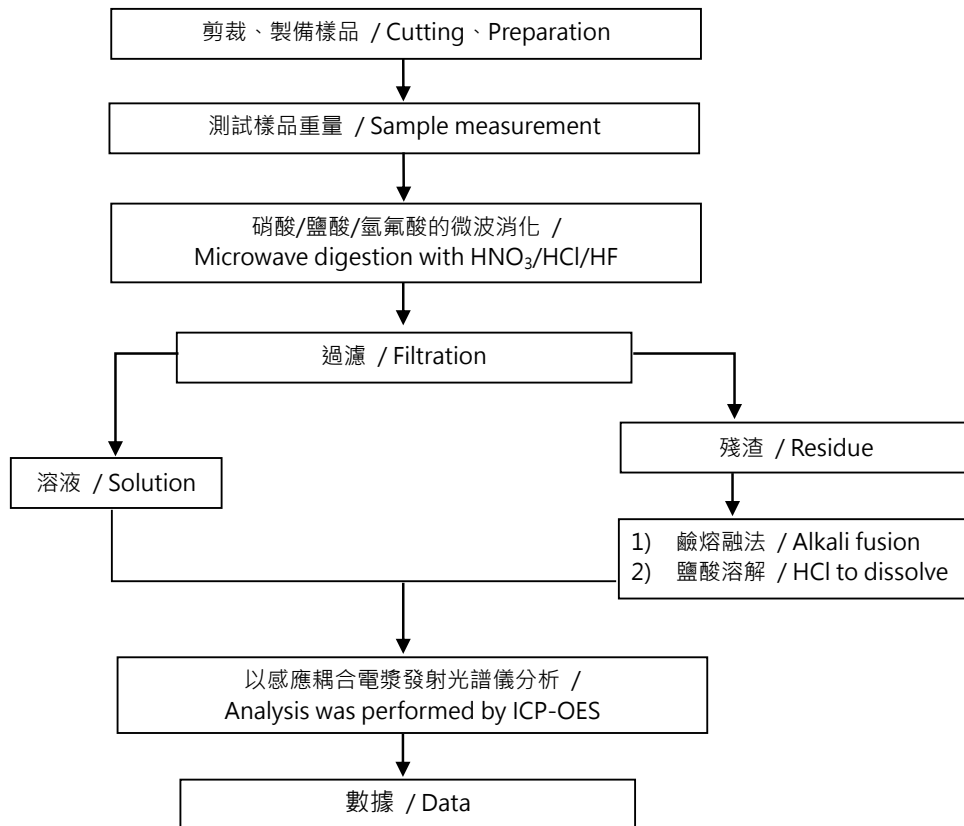 剪裁、製備樣品 / Cutting、Preparation
測試樣品重量 / Sample measurement
硝酸/鹽酸/氫氟酸的微波消化 /
Microwave digestion with HNO₃/HCl/HF
過濾 / Filtration
溶液 / Solution
殘渣 / Residue
1) 鹼熔融法 / Alkali fusion
2) 鹽酸溶解 / HCl to dissolve
以感應耦合電漿發射光譜儀分析 /
Analysis was performed by ICP-OES
數據 / Data